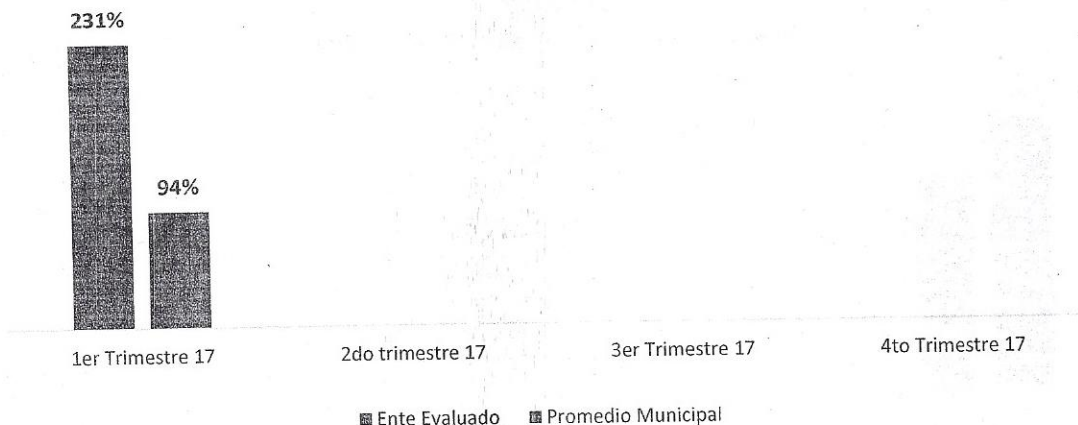 231%
94%
1er Trimestre 17
2do trimestre 17
3er Trimestre 17
4to Trimestre 17
Ente Evaluado
Promedio Municipal